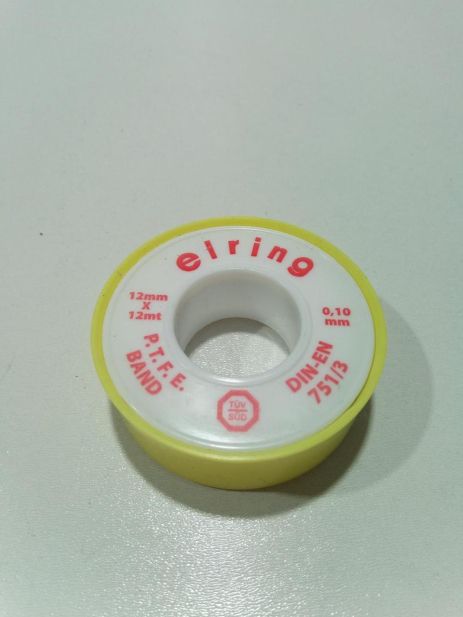 elring
12mm
X
12mt
0,10
mm
P.T.F.E.
BAND
DIN-EN
751/3
TÜV
SÜD